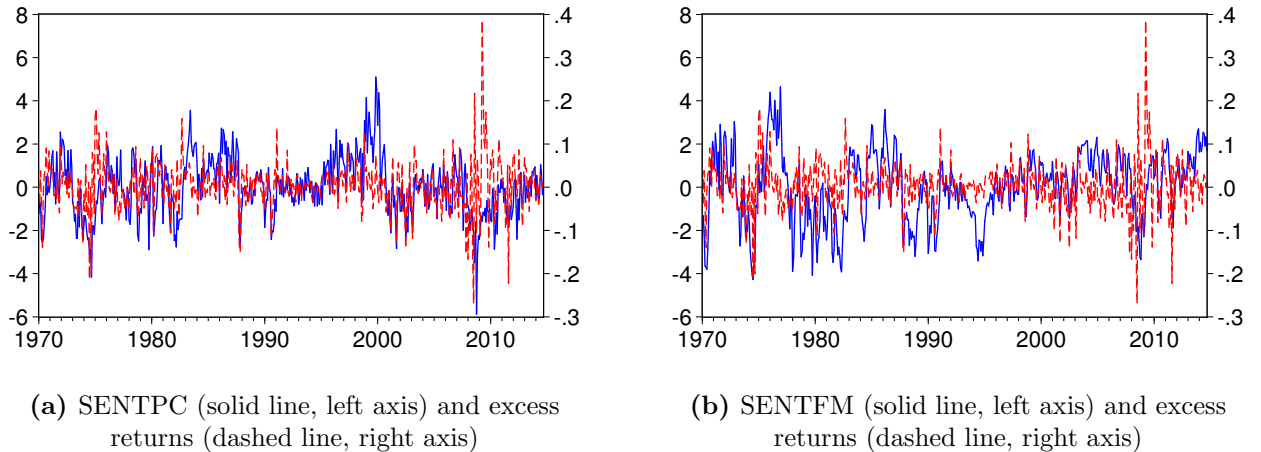 8 .4 8 .4
6 .3 6 .3
4 .2 4 .2
2 .1 2 .1
0 .0 0 .0
-2 -.1 -2 -.1
-4 -.2 -4 -.2
-6 -.3 -6 -.3
1970 1980 1990 2000 2010 1970 1980 1990 2000 2010
(a) SENTPC (solid line, left axis) and excess
returns (dashed line, right axis)
(b) SENTFM (solid line, left axis) and excess
returns (dashed line, right axis)